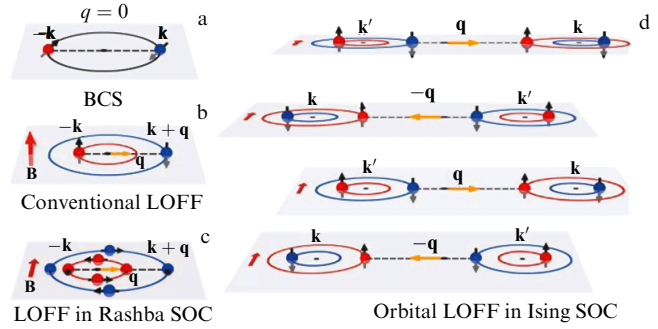 q = 0
a
−k
k
BCS
b
−k
k + q
q
B
Conventional LOFF
c
−k
k + q
q
B
LOFF in Rashba SOC
d
k′
q
k
k
−q
k′
k′
q
k
k
−q
k′
Orbital LOFF in Ising SOC